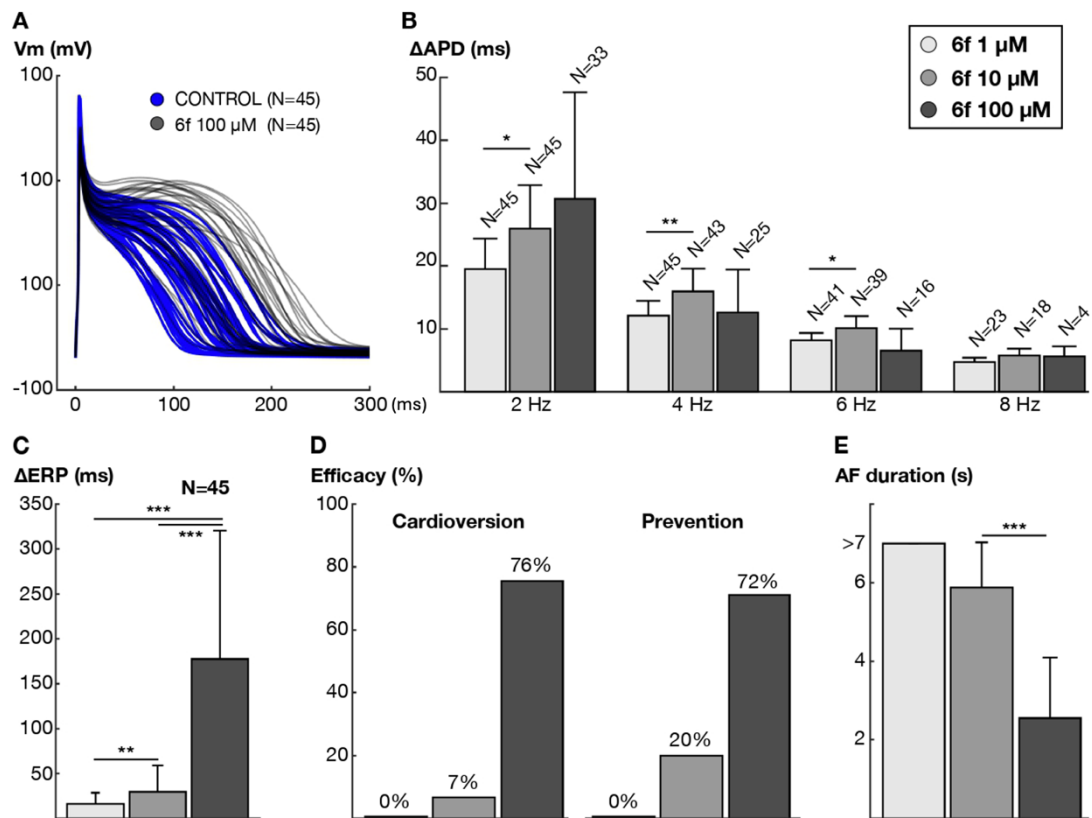 A
Vm (mV)
100
CONTROL (N=45)
6f 100 µM (N=45)
100
100
-100
0
100
200
300 (ms)
B
ΔAPD (ms)
6f 1 µM
6f 10 µM
6f 100 µM
50
40
30
20
10
*
N=45
N=45
N=33
**
N=45
N=43
N=25
*
N=41
N=39
N=16
N=23
N=18
N=4
2 Hz
4 Hz
6 Hz
8 Hz
C
ΔERP (ms)
N=45
350
300
250
200
150
100
50
***
***
**
D
Efficacy (%)
100
80
60
40
20
Cardioversion
Prevention
0%
7%
76%
0%
20%
72%
E
AF duration (s)
>7
6
4
2
***